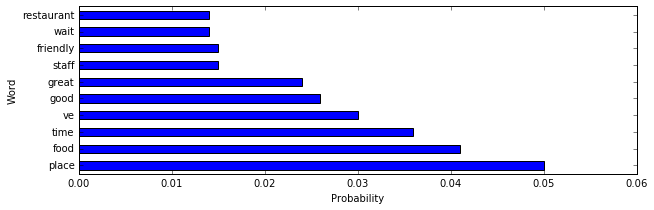 restaurant
wait
friendly
staff
great
good
ve
time
food
place
Word
0.00 0.01 0.02 0.03 0.04 0.05 0.06
Probability